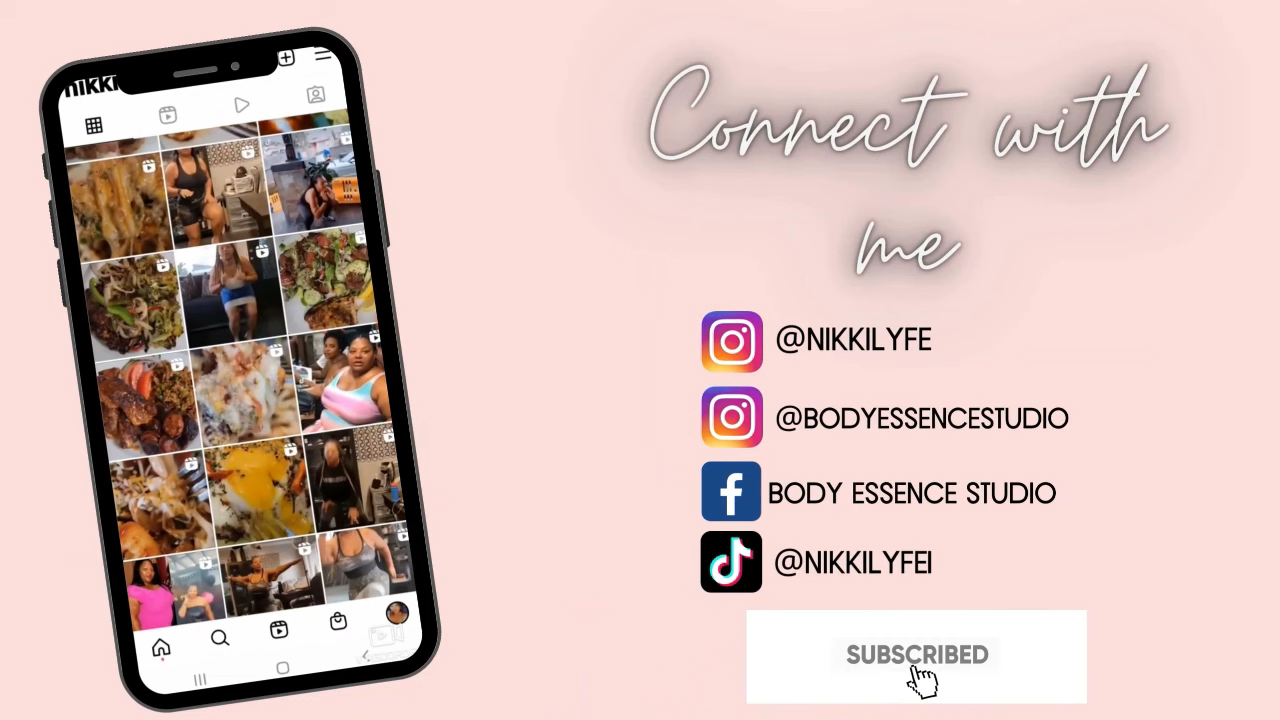 Connect with
me
@NIKKILYFE
@BODYESSENCESTUDIO
BODY ESSENCE STUDIO
@NIKKILYFEI
SUBSCRIBED